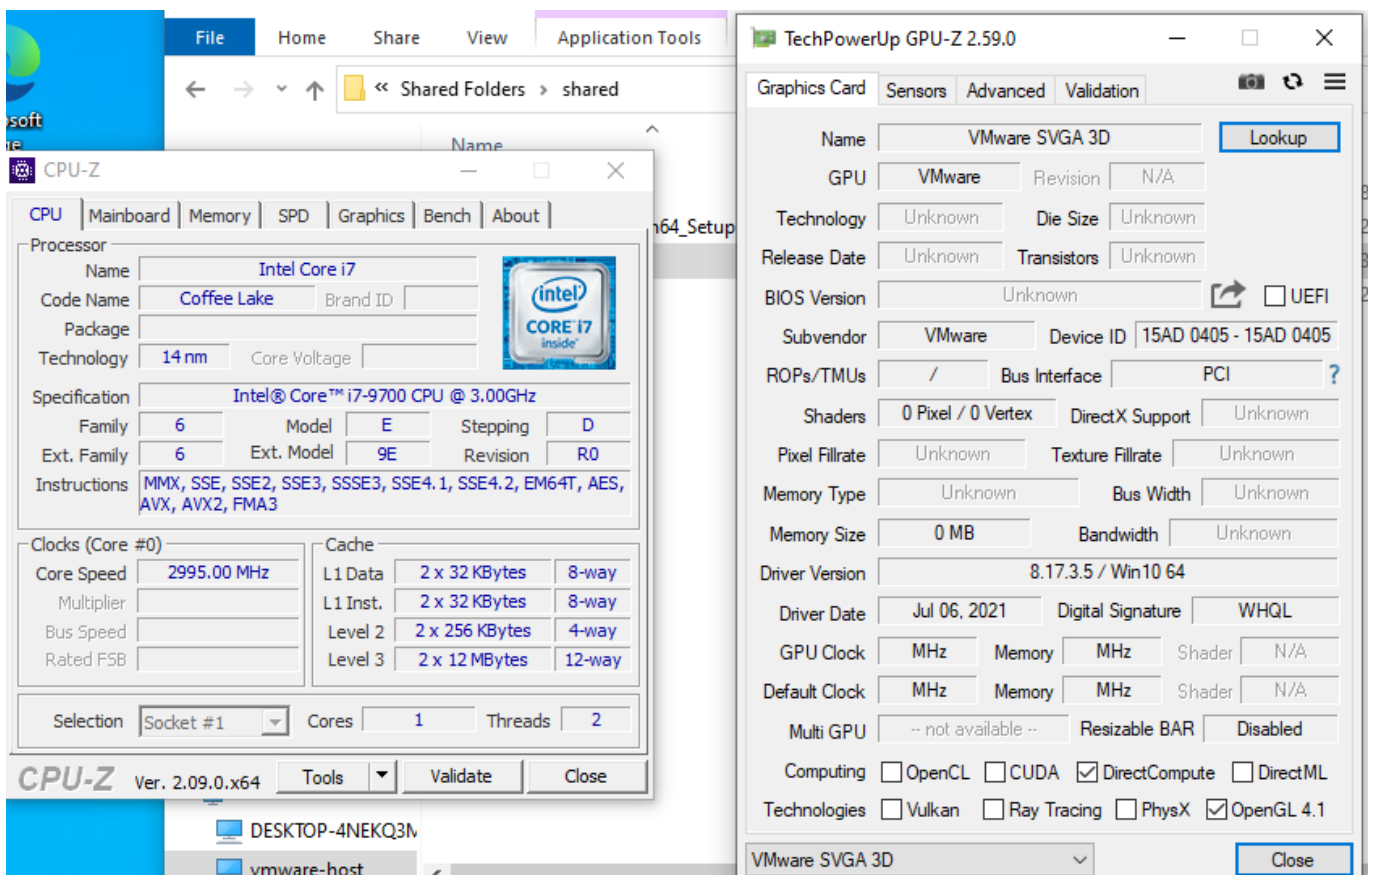 File Home Share View Application Tools
« Shared Folders > shared
Name
soft
CPU-Z
CPU Mainboard Memory SPD Graphics Bench About
Processor
Name Intel Core i7
Code Name Coffee Lake Brand ID
Package
Technology 14 nm Core Voltage
(intel)
CORE i7
inside™
Specification Intel® Core™ i7-9700 CPU @ 3.00GHz
Family 6 Model E Stepping D
Ext. Family 6 Ext. Model 9E Revision R0
Instructions MMX, SSE, SSE2, SSE3, SSSE3, SSE4.1, SSE4.2, EM64T, AES,
AVX, AVX2, FMA3
Clocks (Core #0)
Core Speed 2995.00 MHz
Multiplier
Bus Speed
Rated FSB
Cache
L1 Data 2 x 32 KBytes 8-way
L1 Inst. 2 x 32 KBytes 8-way
Level 2 2 x 256 KBytes 4-way
Level 3 2 x 12 MBytes 12-way
Selection Socket #1 Cores 1 Threads 2
CPU-Z Ver. 2.09.0.x64 Tools Validate Close
64_Setup
DESKTOP-4NEKQ3M
vmware-host
TechPowerUp GPU-Z 2.59.0
Graphics Card Sensors Advanced Validation
Name VMware SVGA 3D Lookup
GPU VMware Revision N/A
Technology Unknown Die Size Unknown
Release Date Unknown Transistors Unknown
BIOS Version Unknown UEFI
Subvendor VMware Device ID 15AD 0405 - 15AD 0405
ROPs/TMUs / Bus Interface PCI ?
Shaders 0 Pixel / 0 Vertex DirectX Support Unknown
Pixel Fillrate Unknown Texture Fillrate Unknown
Memory Type Unknown Bus Width Unknown
Memory Size 0 MB Bandwidth Unknown
Driver Version 8.17.3.5 / Win10 64
Driver Date Jul 06, 2021 Digital Signature WHQL
GPU Clock MHz Memory MHz Shader N/A
Default Clock MHz Memory MHz Shader N/A
Multi GPU -- not available -- Resizable BAR Disabled
Computing OpenCL CUDA DirectCompute DirectML
Technologies Vulkan Ray Tracing PhysX OpenGL 4.1
VMware SVGA 3D Close